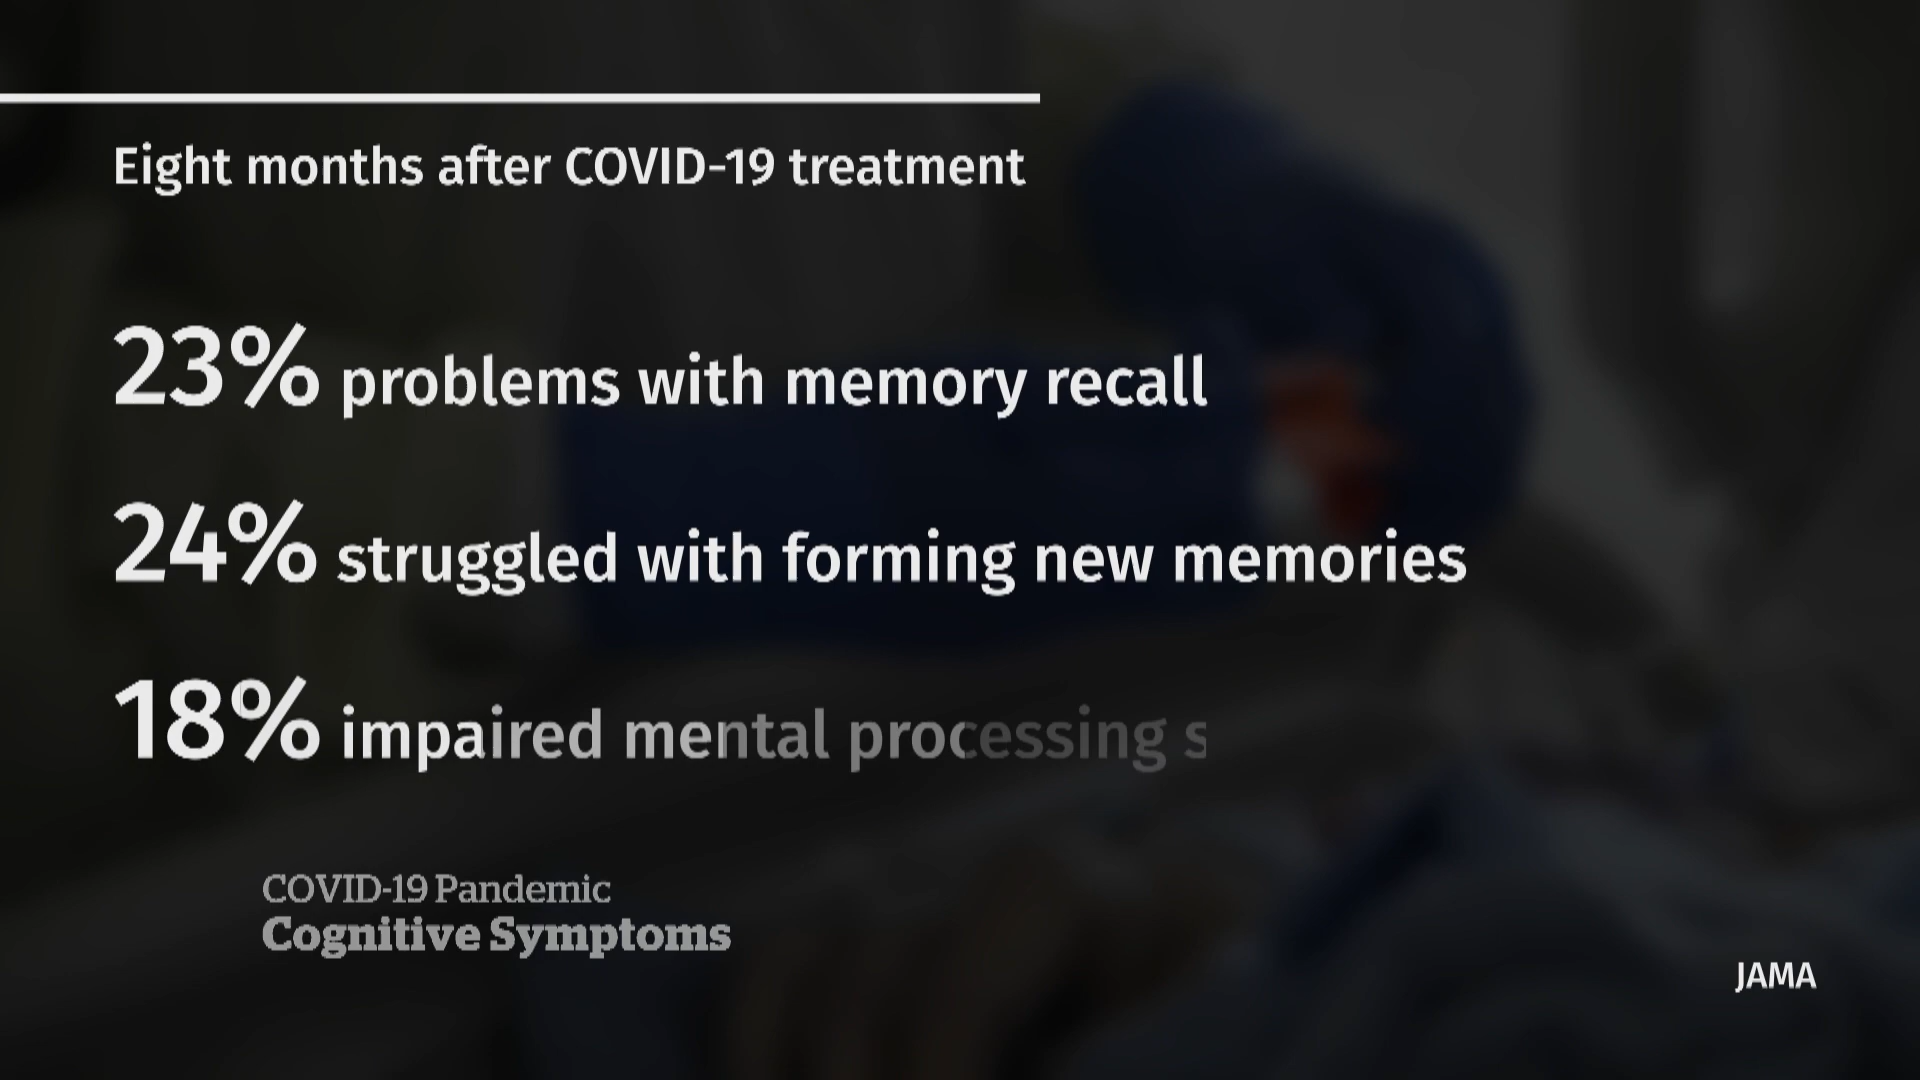 Eight months after COVID-19 treatment
23% problems with memory recall
24% struggled with forming new memories
18% impaired mental processing s
COVID-19 Pandemic
Cognitive Symptoms
JAMA